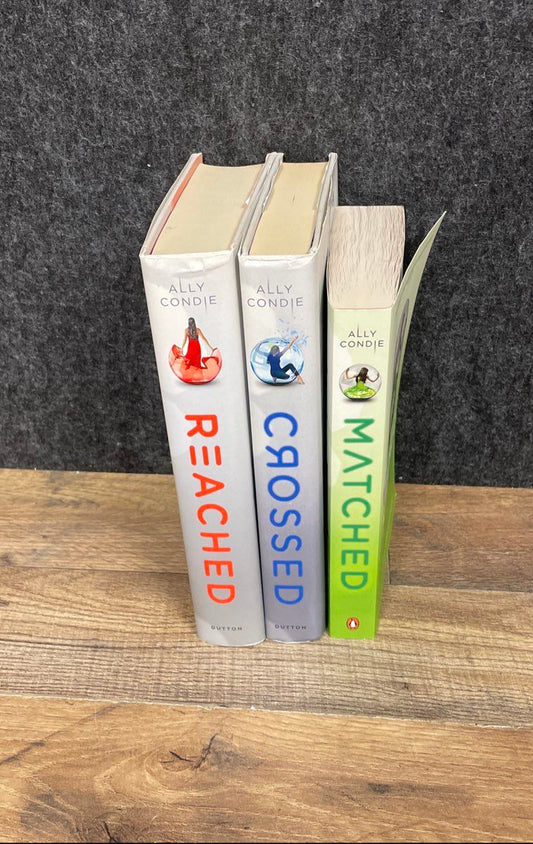 ALLY
CONDIE
REACHED
DUTTON
ALLY
CONDIE
CROSSED
DUTTON
ALLY
CONDIE
MATCHED